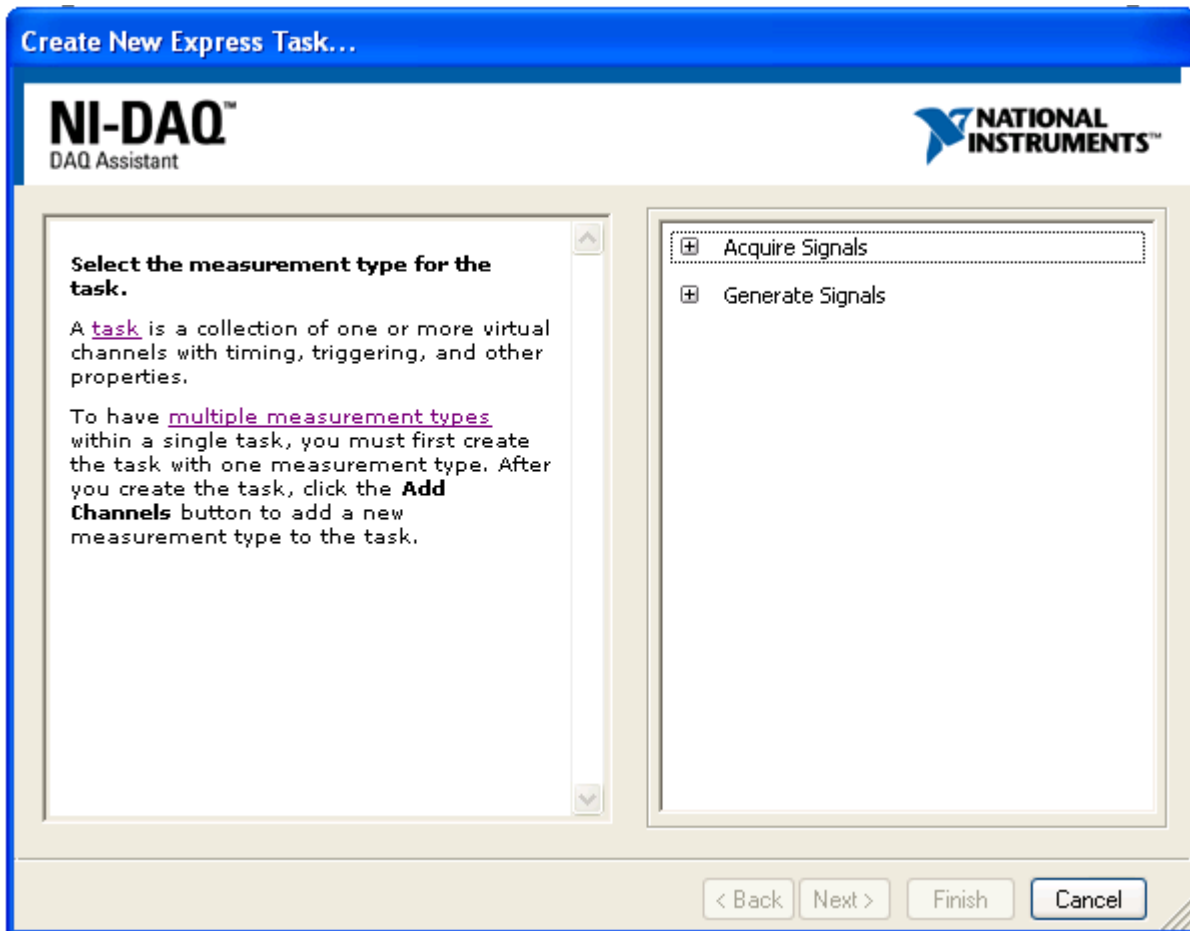 Create New Express Task...
NI-DAQ™
DAQ Assistant
NATIONAL
INSTRUMENTS™
Select the measurement type for the
task.
A task is a collection of one or more virtual
channels with timing, triggering, and other
properties.
To have multiple measurement types
within a single task, you must first create
the task with one measurement type. After
you create the task, click the Add
Channels button to add a new
measurement type to the task.
Acquire Signals
Generate Signals
< Back
Next >
Finish
Cancel